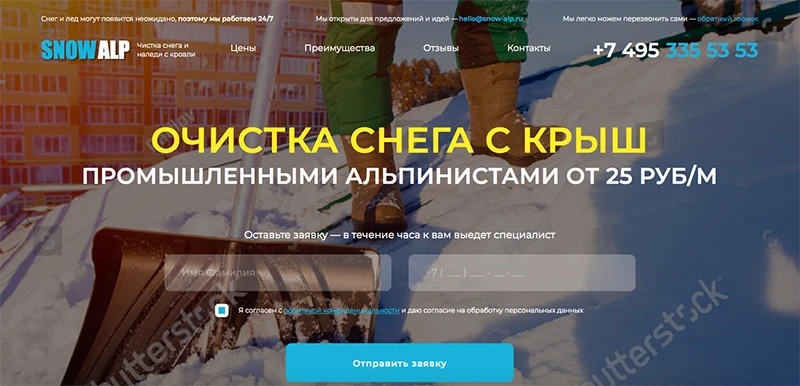 Снег и лед могут появится неожидано, поэтому мы работаем 24/7
Мы открыты для предложений и идей — hello@snow-alp.ru
Мы легко можем перезвонить сами — обратный звонок
SNOW ALP
Чистка снега и
наледи с кровли
Цены
Преимущества
Отзывы
Контакты
+7 495 335 53 53
ОЧИСТКА СНЕГА С КРЫШ
ПРОМЫШЛЕННЫМИ АЛЬПИНИСТАМИ ОТ 25 РУБ/М
Оставьте заявку — в течение часа к вам выедет специалист
Имя Фамилия
+7 ( ___ ) ___ - __ - __
Я согласен с политикой конфиденциальности и даю согласие на обработку персональных данных
Отправить заявку
shutterstock
shutterstock